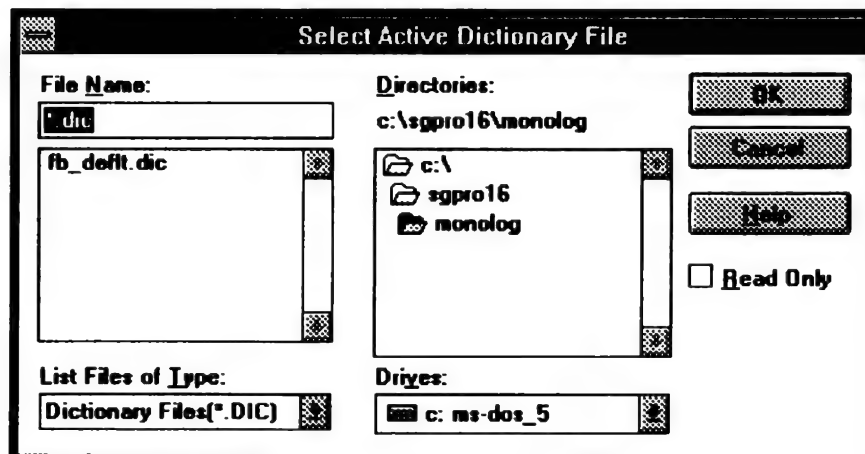 Select Active Dictionary File
File Name:
*.dic
fb_deflt.dic
List Files of Type:
Dictionary Files(*.DIC)
Directories:
c:\sgpro16\monolog
c:\
sgpro16
monolog
Drives:
c: ms-dos_5
OK
Cancel
Help
Read Only